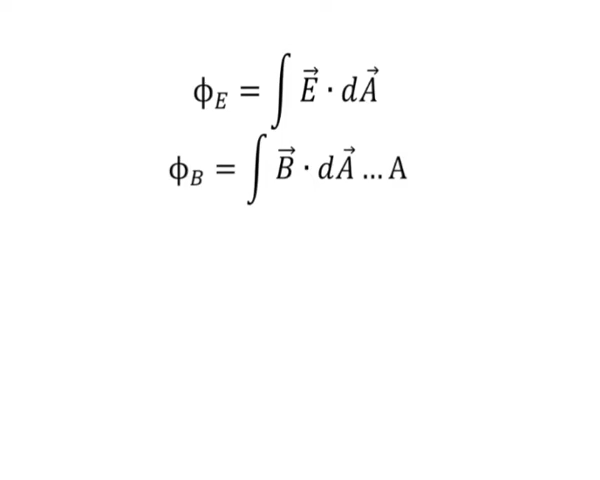 ϕ_E = ∫ E⃗ · dA⃗
ϕ_B = ∫ B⃗ · dA⃗ … A